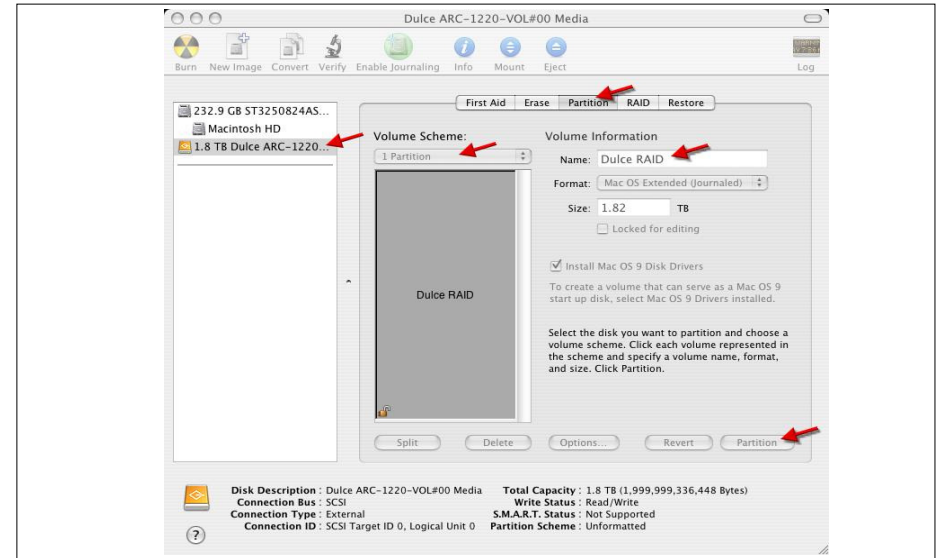 Dulce ARC-1220-VOL#00 Media
Burn New Image Convert Verify Enable Journaling Info Mount Eject Log
First Aid Erase Partition RAID Restore
232.9 GB ST3250824AS...
Macintosh HD
1.8 TB Dulce ARC-1220...
Volume Scheme:
1 Partition
Dulce RAID
Volume Information
Name: Dulce RAID
Format: Mac OS Extended (Journaled)
Size: 1.82 TB
Locked for editing
Install Mac OS 9 Disk Drivers
To create a volume that can serve as a Mac OS 9
start up disk, select Mac OS 9 Drivers installed.
Select the disk you want to partition and choose a
volume scheme. Click each volume represented in
the scheme and specify a volume name, format,
and size. Click Partition.
Split Delete Options... Revert Partition
Disk Description : Dulce ARC-1220-VOL#00 Media
Connection Bus : SCSI
Connection Type : External
Connection ID : SCSI Target ID 0, Logical Unit 0
Total Capacity : 1.8 TB (1,999,999,336,448 Bytes)
Write Status : Read/Write
S.M.A.R.T. Status : Not Supported
Partition Scheme : Unformatted
?